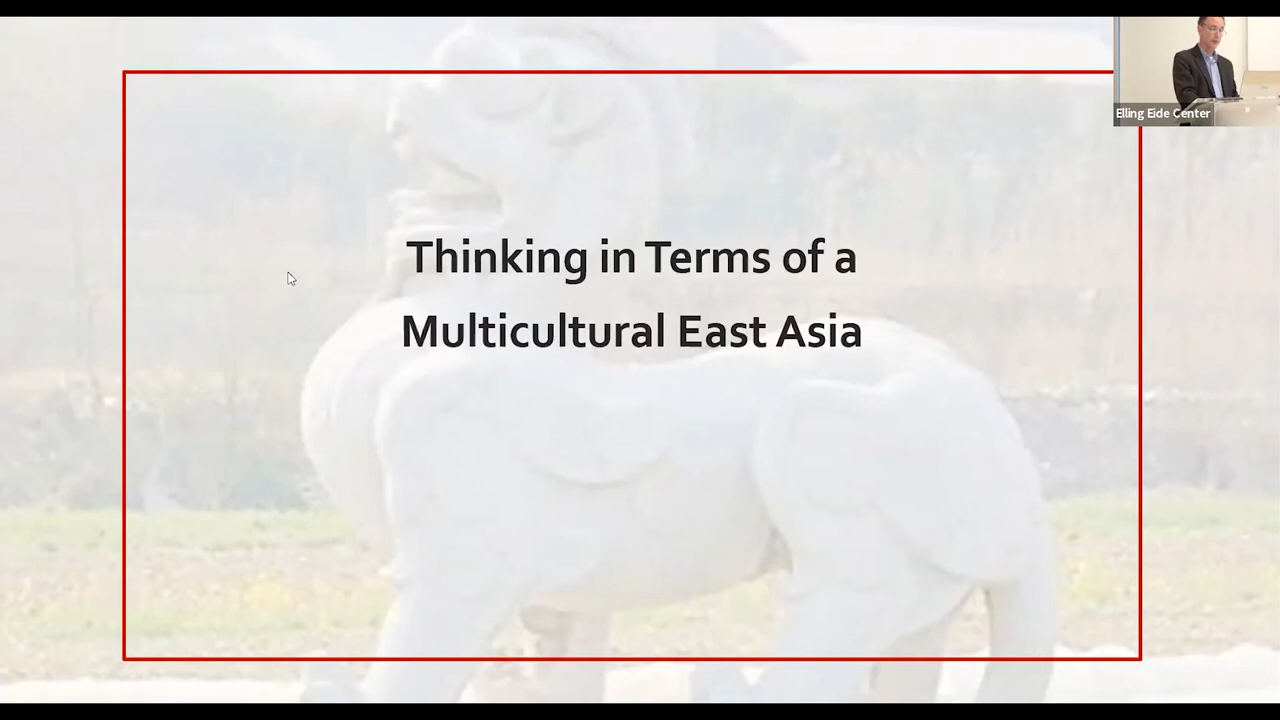 Elling Eide Center
Thinking in Terms of a
Multicultural East Asia